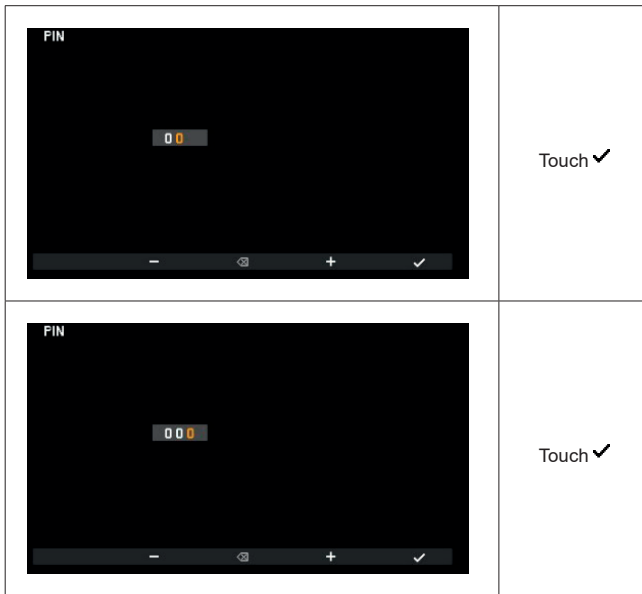 PIN
00
Touch ✓
− ⌫ + ✓
PIN
000
Touch ✓
− ⌫ + ✓